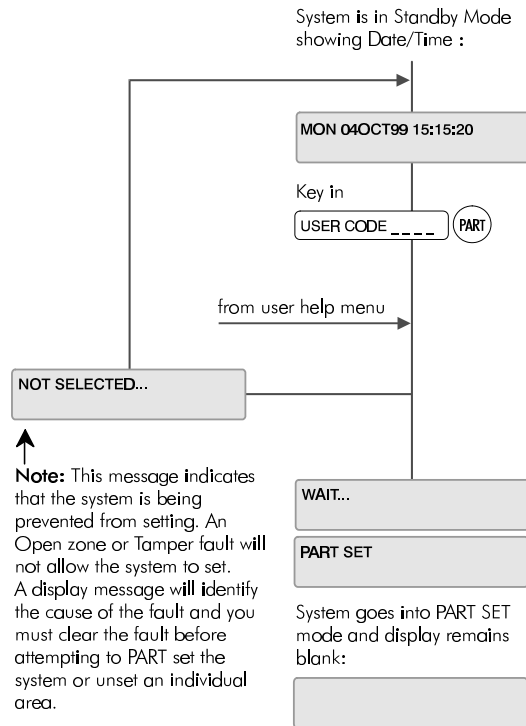 System is in Standby Mode
showing Date/Time :
MON 04OCT99 15:15:20
Key in
USER CODE _ _ _ _ PART
from user help menu
NOT SELECTED...
Note: This message indicates
that the system is being
prevented from setting. An
Open zone or Tamper fault will
not allow the system to set.
A display message will identify
the cause of the fault and you
must clear the fault before
attempting to PART set the
system or unset an individual
area.
WAIT...
PART SET
System goes into PART SET
mode and display remains
blank: